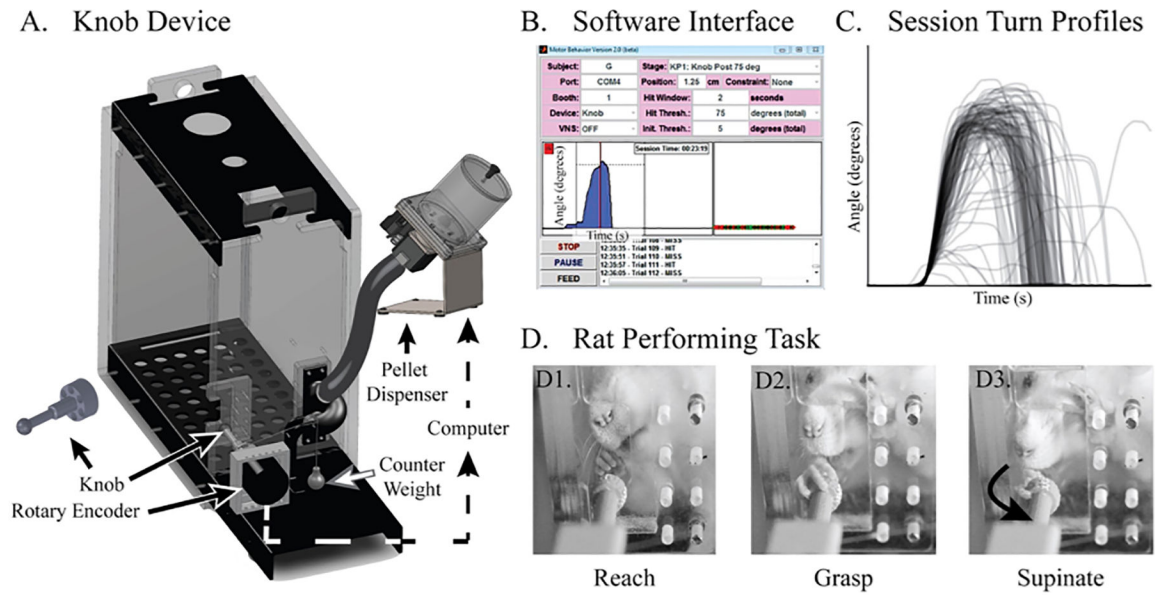 A. Knob Device
Pellet
Dispenser
Computer
Knob
Rotary Encoder
Counter
Weight
B. Software Interface
Motor Behavior Version 2.0 (beta)
Subject: G Stage: KP1: Knob Post 75 deg
Port: COM4 Position: 1.25 cm Constraint: None
Booth: 1 Hit Window: 2 seconds
Device: Knob Hit Thresh.: 75 degrees (total)
VNS: OFF Init. Thresh.: 5 degrees (total)
Session Time: 00:23:19
Angle (degrees)
Time (s)
STOP
PAUSE
FEED
12:35:35 - Trial 109 - HIT
12:35:51 - Trial 110 - MISS
12:35:57 - Trial 111 - HIT
12:36:05 - Trial 112 - MISS
C. Session Turn Profiles
Angle (degrees)
Time (s)
D. Rat Performing Task
D1. D2. D3.
Reach Grasp Supinate